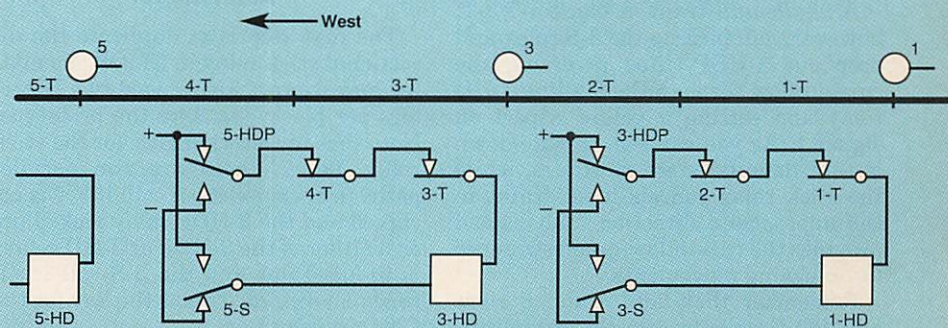 West
5 3 1
5-T 4-T 3-T 2-T 1-T
+ 5-HDP + 3-HDP
4-T 3-T 2-T 1-T
− −
5-S 3-S
5-HD 3-HD 1-HD